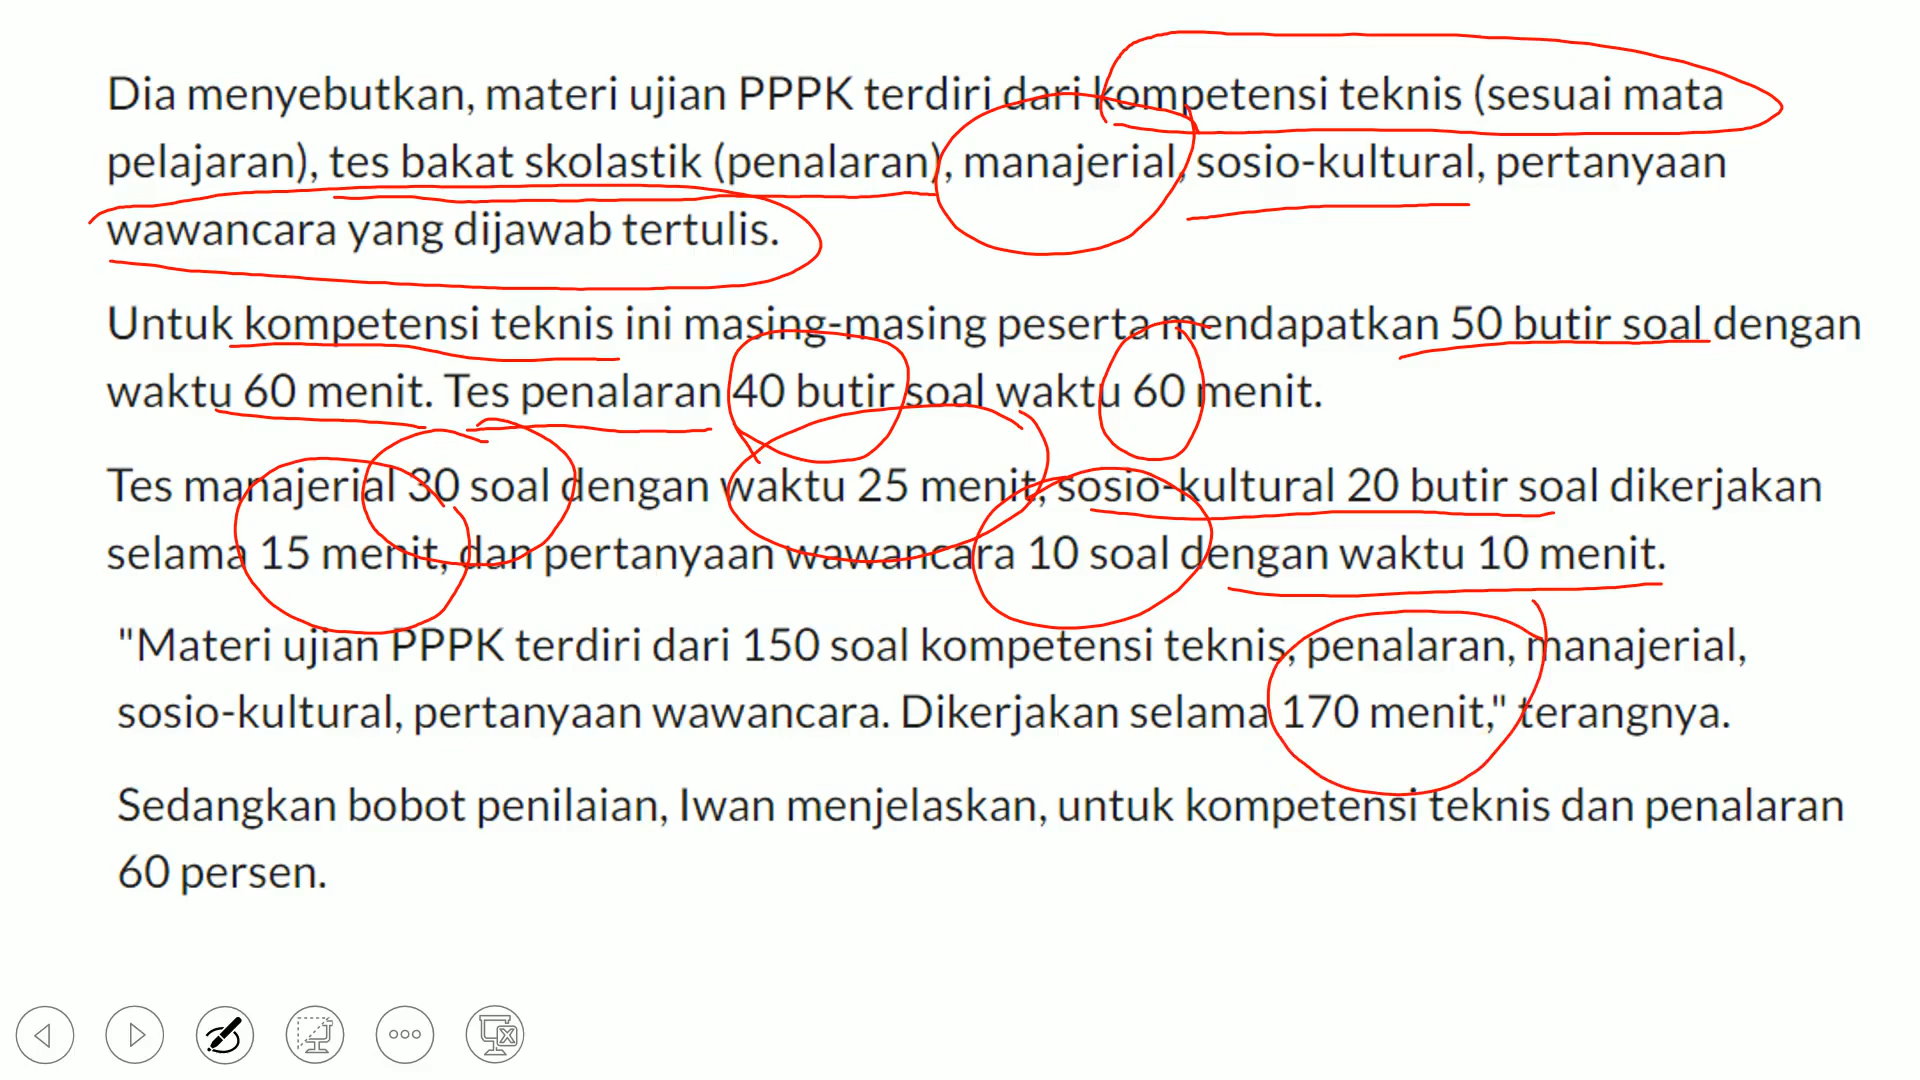 Dia menyebutkan, materi ujian PPPK terdiri dari kompetensi teknis (sesuai mata
pelajaran), tes bakat skolastik (penalaran), manajerial, sosio-kultural, pertanyaan
wawancara yang dijawab tertulis.
Untuk kompetensi teknis ini masing-masing peserta mendapatkan 50 butir soal dengan
waktu 60 menit. Tes penalaran 40 butir soal waktu 60 menit.
Tes manajerial 30 soal dengan waktu 25 menit, sosio-kultural 20 butir soal dikerjakan
selama 15 menit, dan pertanyaan wawancara 10 soal dengan waktu 10 menit.
"Materi ujian PPPK terdiri dari 150 soal kompetensi teknis, penalaran, manajerial,
sosio-kultural, pertanyaan wawancara. Dikerjakan selama 170 menit," terangnya.
Sedangkan bobot penilaian, Iwan menjelaskan, untuk kompetensi teknis dan penalaran
60 persen.